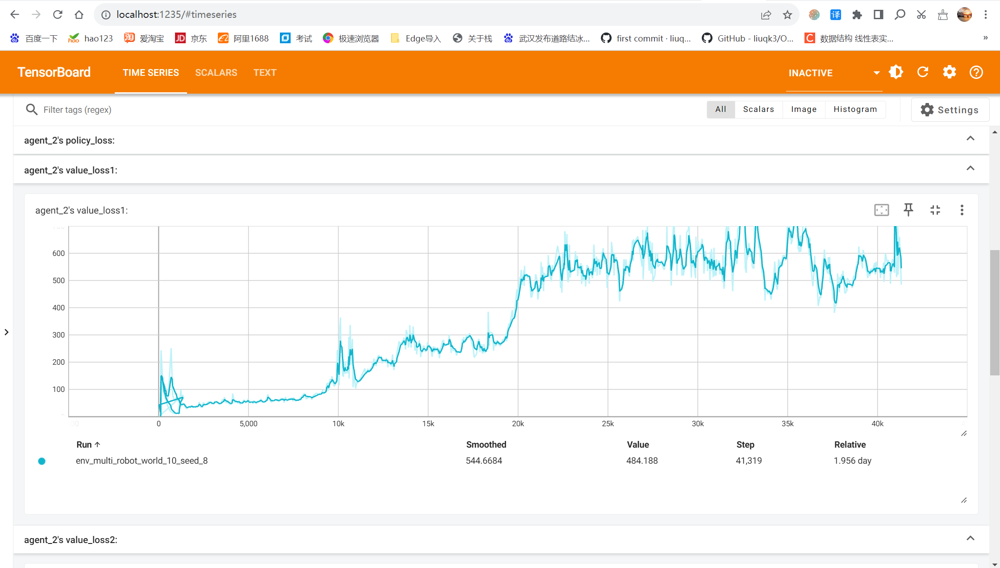 localhost:1235/#timeseries
译
百度一下 hao123 爱淘宝 京东 阿里1688 考试 极速浏览器 Edge导入 关于栈 武汉发布道路结冰... first commit · liuq... GitHub - liuqk3/O... 数据结构 线性表实... »
TensorBoard TIME SERIES SCALARS TEXT INACTIVE
Filter tags (regex) All Scalars Image Histogram Settings
agent_2's policy_loss:
agent_2's value_loss1:
agent_2's value_loss1:
700
600
500
400
300
200
100
0
0 5,000 10k 15k 20k 25k 30k 35k 40k
Run Smoothed Value Step Relative
env_multi_robot_world_10_seed_8 544.6684 484.188 41,319 1.956 day
agent_2's value_loss2: